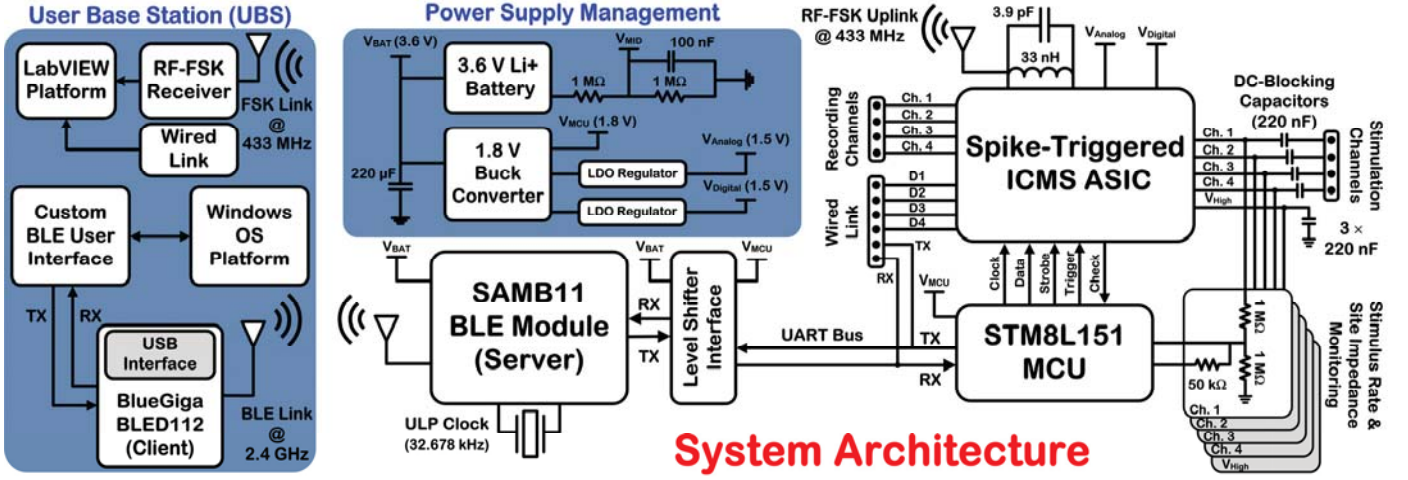 User Base Station (UBS)
LabVIEW
Platform
RF-FSK
Receiver
Wired
Link
FSK Link
@
433 MHz
Custom
BLE User
Interface
Windows
OS
Platform
TX
RX
USB
Interface
BlueGiga
BLED112
(Client)
BLE Link
@
2.4 GHz
Power Supply Management
VBAT (3.6 V)
3.6 V Li+
Battery
1 MΩ
VMID
100 nF
1 MΩ
220 µF
1.8 V
Buck
Converter
VMCU (1.8 V)
LDO Regulator
VAnalog (1.5 V)
LDO Regulator
VDigital (1.5 V)
VBAT
SAMB11
BLE Module
(Server)
ULP Clock
(32.678 kHz)
RX
TX
VBAT
VMCU
Level Shifter
Interface
UART Bus
TX
RX
RF-FSK Uplink
@ 433 MHz
3.9 pF
33 nH
VAnalog
VDigital
Recording
Channels
Ch. 1
Ch. 2
Ch. 3
Ch. 4
Wired
Link
D1
D2
D3
D4
TX
RX
Spike-Triggered
ICMS ASIC
DC-Blocking
Capacitors
(220 nF)
Ch. 1
Ch. 2
Ch. 3
Ch. 4
VHigh
Stimulation
Channels
3 ×
220 nF
Clock
Data
Strobe
Trigger
Check
VMCU
STM8L151
MCU
50 kΩ
1 MΩ
1 MΩ
Ch. 1
Ch. 2
Ch. 3
Ch. 4
VHigh
Stimulus Rate &
Site Impedance
Monitoring
System Architecture